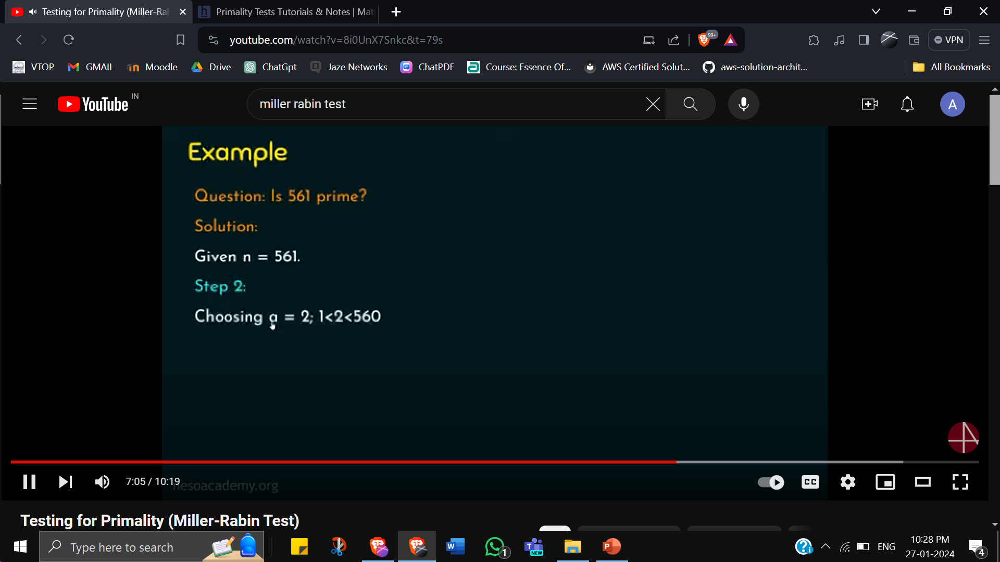 Testing for Primality (Miller-Rab
Primality Tests Tutorials & Notes | Mat
youtube.com/watch?v=8i0UnX7Snkc&t=79s
99+
VPN
VTOP
GMAIL
Moodle
Drive
ChatGpt
Jaze Networks
ChatPDF
Course: Essence Of...
AWS Certified Solut...
aws-solution-archit...
All Bookmarks
YouTube IN
miller rabin test
A
Example
Question: Is 561 prime?
Solution:
Given n = 561.
Step 2:
Choosing a = 2; 1<2<560
7:05 / 10:19
nesoacademy.org
CC
Testing for Primality (Miller-Rabin Test)
Type here to search
W
1
T
NEW
P
ENG
10:28 PM
27-01-2024
4